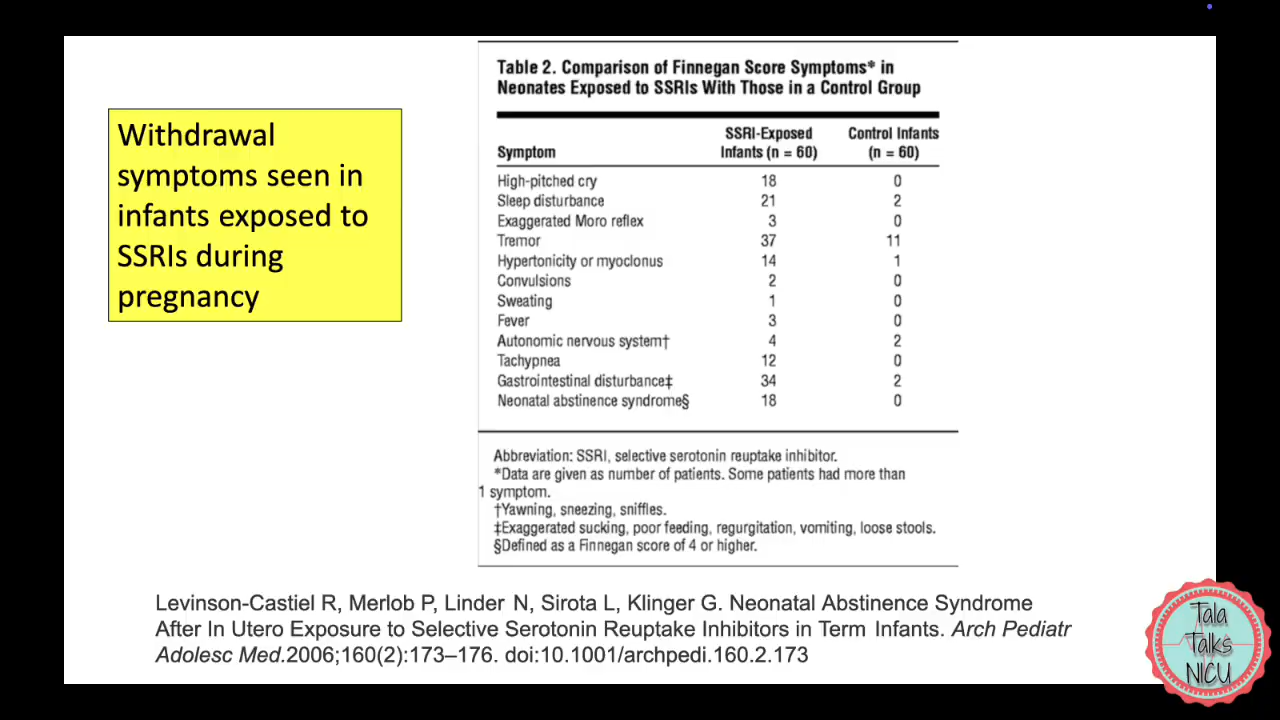 Withdrawal
symptoms seen in
infants exposed to
SSRIs during
pregnancy
Table 2. Comparison of Finnegan Score Symptoms* in
Neonates Exposed to SSRIs With Those in a Control Group
Symptom SSRI-Exposed Infants (n = 60) Control Infants (n = 60)
High-pitched cry 18 0
Sleep disturbance 21 2
Exaggerated Moro reflex 3 0
Tremor 37 11
Hypertonicity or myoclonus 14 1
Convulsions 2 0
Sweating 1 0
Fever 3 0
Autonomic nervous system† 4 2
Tachypnea 12 0
Gastrointestinal disturbance‡ 34 2
Neonatal abstinence syndrome§ 18 0
Abbreviation: SSRI, selective serotonin reuptake inhibitor.
*Data are given as number of patients. Some patients had more than
1 symptom.
†Yawning, sneezing, sniffles.
‡Exaggerated sucking, poor feeding, regurgitation, vomiting, loose stools.
§Defined as a Finnegan score of 4 or higher.
Levinson-Castiel R, Merlob P, Linder N, Sirota L, Klinger G. Neonatal Abstinence Syndrome
After In Utero Exposure to Selective Serotonin Reuptake Inhibitors in Term Infants. Arch Pediatr
Adolesc Med.2006;160(2):173–176. doi:10.1001/archpedi.160.2.173
Tala
Talks
NICU